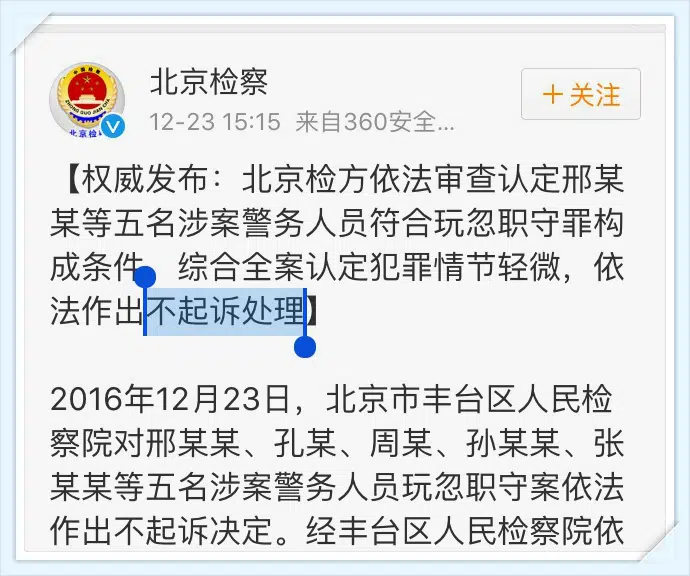 北京检察
12-23 15:15 来自360安全...
＋关注
【权威发布：北京检方依法审查认定邢某
某等五名涉案警务人员符合玩忽职守罪构
成条件，综合全案认定犯罪情节轻微，依
法作出不起诉处理】
2016年12月23日，北京市丰台区人民检
察院对邢某某、孔某、周某、孙某某、张
某某等五名涉案警务人员玩忽职守案依法
作出不起诉决定。经丰台区人民检察院依